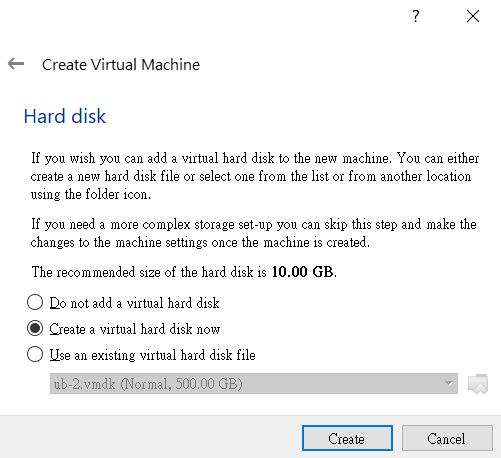 ?
Create Virtual Machine
Hard disk
If you wish you can add a virtual hard disk to the new machine. You can either
create a new hard disk file or select one from the list or from another location
using the folder icon.
If you need a more complex storage set-up you can skip this step and make the
changes to the machine settings once the machine is created.
The recommended size of the hard disk is 10.00 GB.
Do not add a virtual hard disk
Create a virtual hard disk now
Use an existing virtual hard disk file
ub-2.vmdk (Normal, 500.00 GB)
Create Cancel